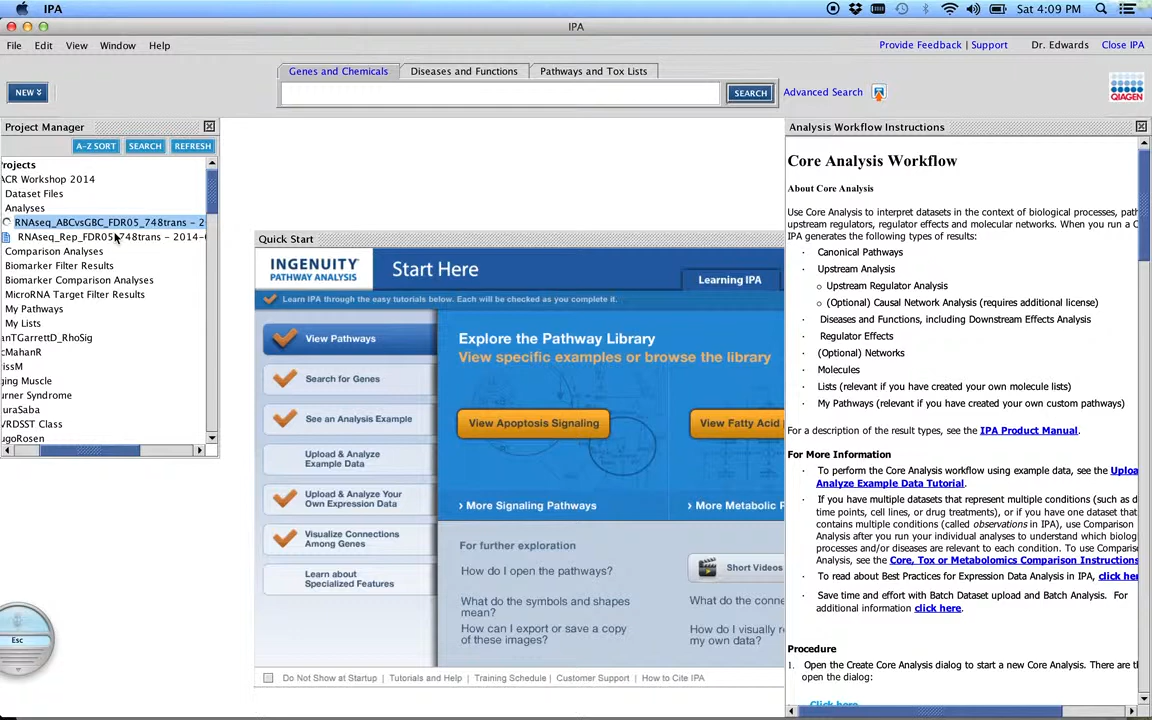 IPA
Sat 4:09 PM
IPA
File Edit View Window Help
Provide Feedback | Support Dr. Edwards Close IPA
Genes and Chemicals Diseases and Functions Pathways and Tox Lists
NEW SEARCH Advanced Search
QIAGEN
Project Manager
A-Z SORT SEARCH REFRESH
rojects
ACR Workshop 2014
Dataset Files
Analyses
RNAseq_ABCvsGBC_FDR05_748trans - 2
RNAseq_Rep_FDR05_748trans - 2014-
Comparison Analyses
Biomarker Filter Results
Biomarker Comparison Analyses
MicroRNA Target Filter Results
My Pathways
My Lists
anTGarrettD_RhoSig
cMahanR
issM
ging Muscle
urner Syndrome
uraSaba
VRDSST Class
ugoRosen
Esc
Quick Start
INGENUITY
PATHWAY ANALYSIS
Start Here
Learning IPA
Learn IPA through the easy tutorials below. Each will be checked as you complete it.
View Pathways
Search for Genes
See an Analysis Example
Upload & Analyze
Example Data
Upload & Analyze Your
Own Expression Data
Visualize Connections
Among Genes
Learn about
Specialized Features
Explore the Pathway Library
View specific examples or browse the library
View Apoptosis Signaling View Fatty Acid
› More Signaling Pathways › More Metabolic P
For further exploration
How do I open the pathways?
What do the symbols and shapes
mean?
How can I export or save a copy
of these images?
Short Videos
What do the conne
How do I visually r
my own data?
Do Not Show at Startup | Tutorials and Help | Training Schedule | Customer Support | How to Cite IPA
Analysis Workflow Instructions
Core Analysis Workflow
About Core Analysis
Use Core Analysis to interpret datasets in the context of biological processes, path
upstream regulators, regulator effects and molecular networks. When you run a C
IPA generates the following types of results:
· Canonical Pathways
· Upstream Analysis
o Upstream Regulator Analysis
o (Optional) Causal Network Analysis (requires additional license)
· Diseases and Functions, including Downstream Effects Analysis
· Regulator Effects
· (Optional) Networks
· Molecules
· Lists (relevant if you have created your own molecule lists)
· My Pathways (relevant if you have created your own custom pathways)
For a description of the result types, see the IPA Product Manual.
For More Information
· To perform the Core Analysis workflow using example data, see the Uploa
Analyze Example Data Tutorial.
· If you have multiple datasets that represent multiple conditions (such as d
time points, cell lines, or drug treatments), or if you have one dataset that
contains multiple conditions (called observations in IPA), use Comparison
Analysis after you run your individual analyses to understand which biolog
processes and/or diseases are relevant to each condition. To use Comparis
Analysis, see the Core, Tox or Metabolomics Comparison Instructions
· To read about Best Practices for Expression Data Analysis in IPA, click her
· Save time and effort with Batch Dataset upload and Batch Analysis. For
additional information click here.
Procedure
1. Open the Create Core Analysis dialog to start a new Core Analysis. There are th
open the dialog:
Click here